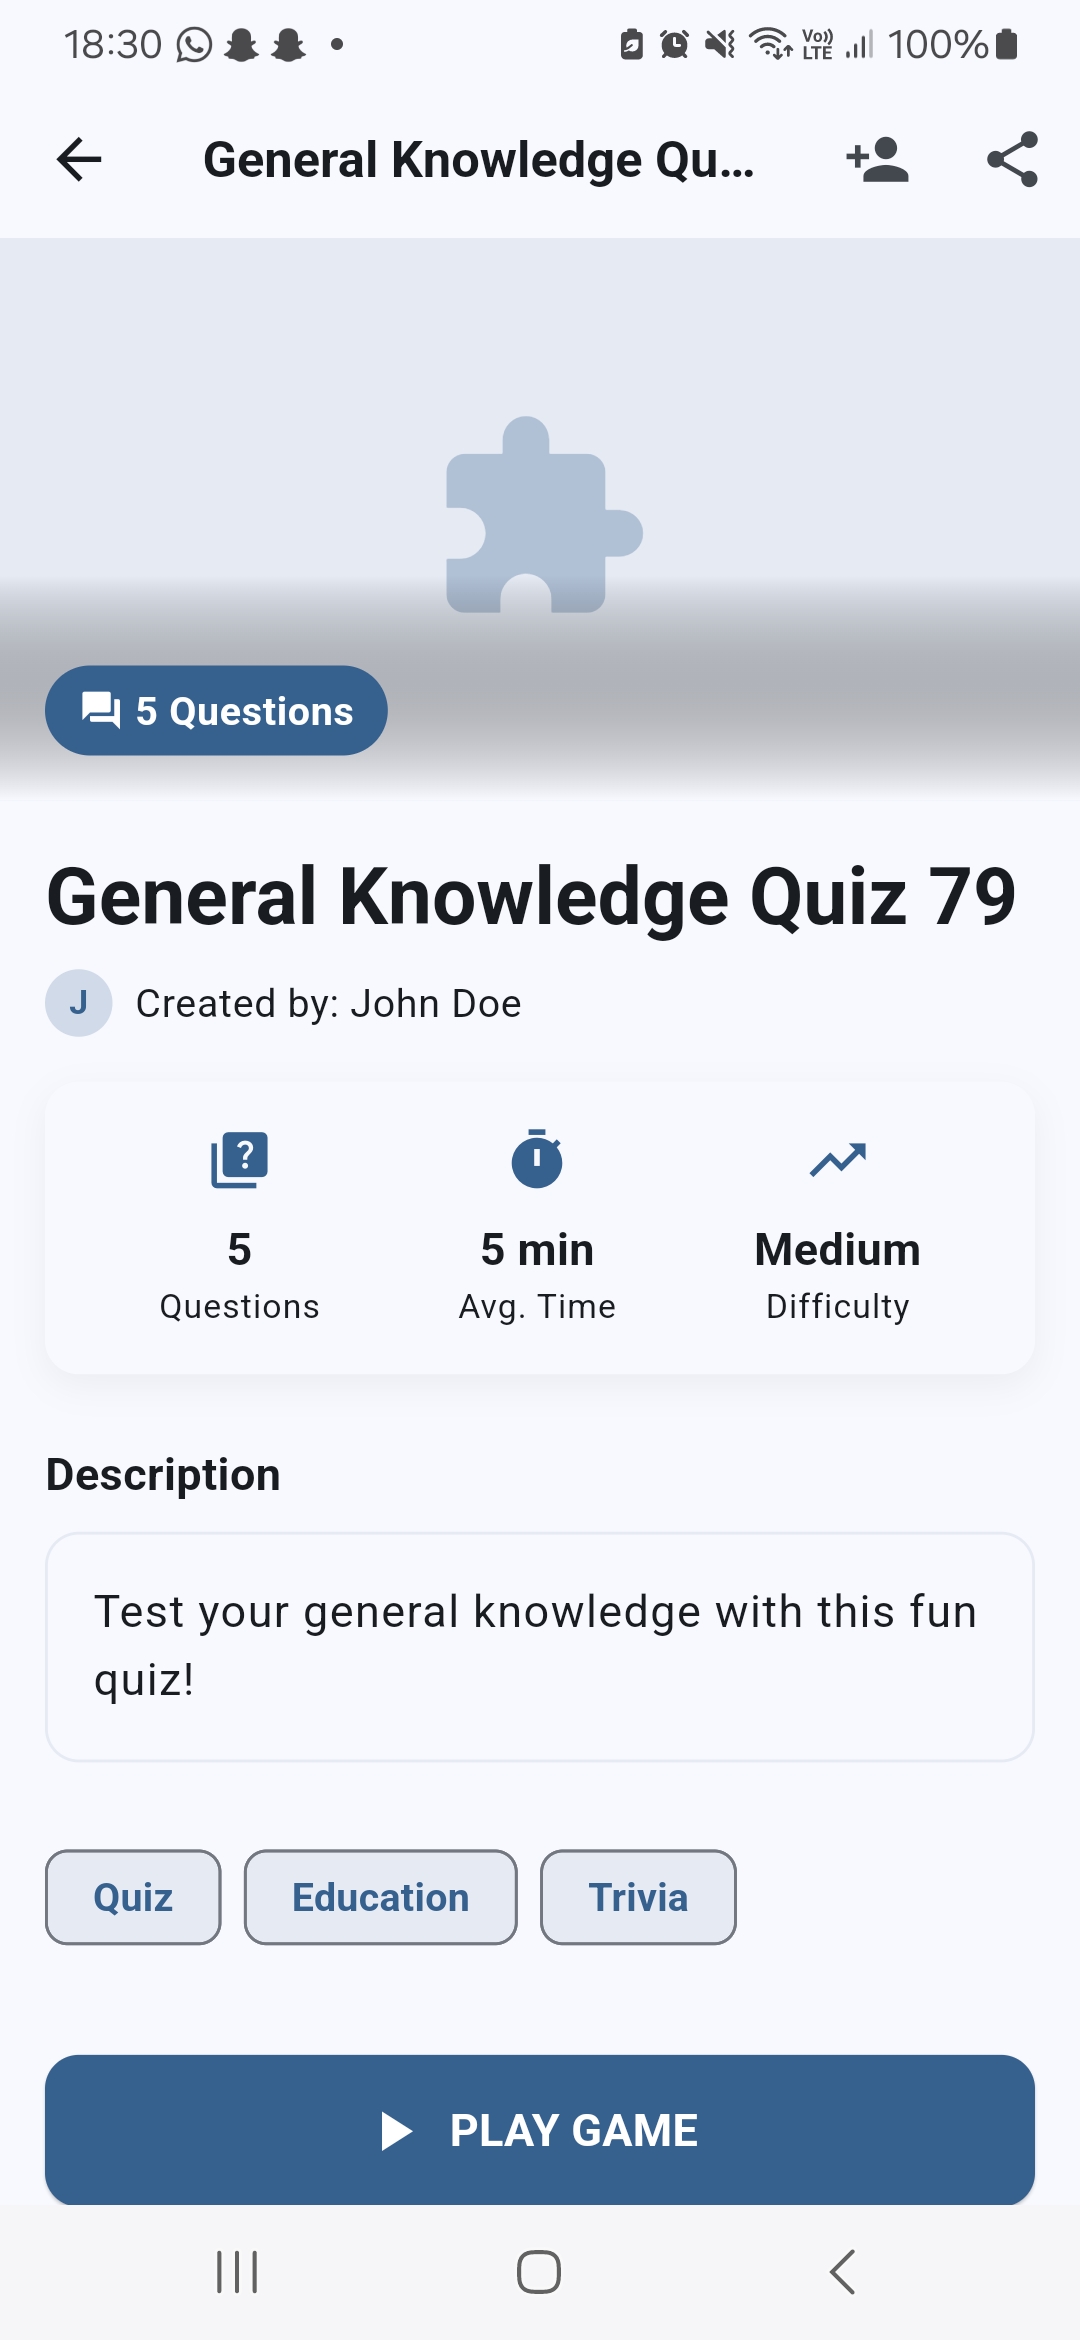 18:30 Vo)) LTE 100%
General Knowledge Qu...
5 Questions
General Knowledge Quiz 79
J Created by: John Doe
?
5 5 min Medium
Questions Avg. Time Difficulty
Description
Test your general knowledge with this fun
quiz!
Quiz Education Trivia
PLAY GAME